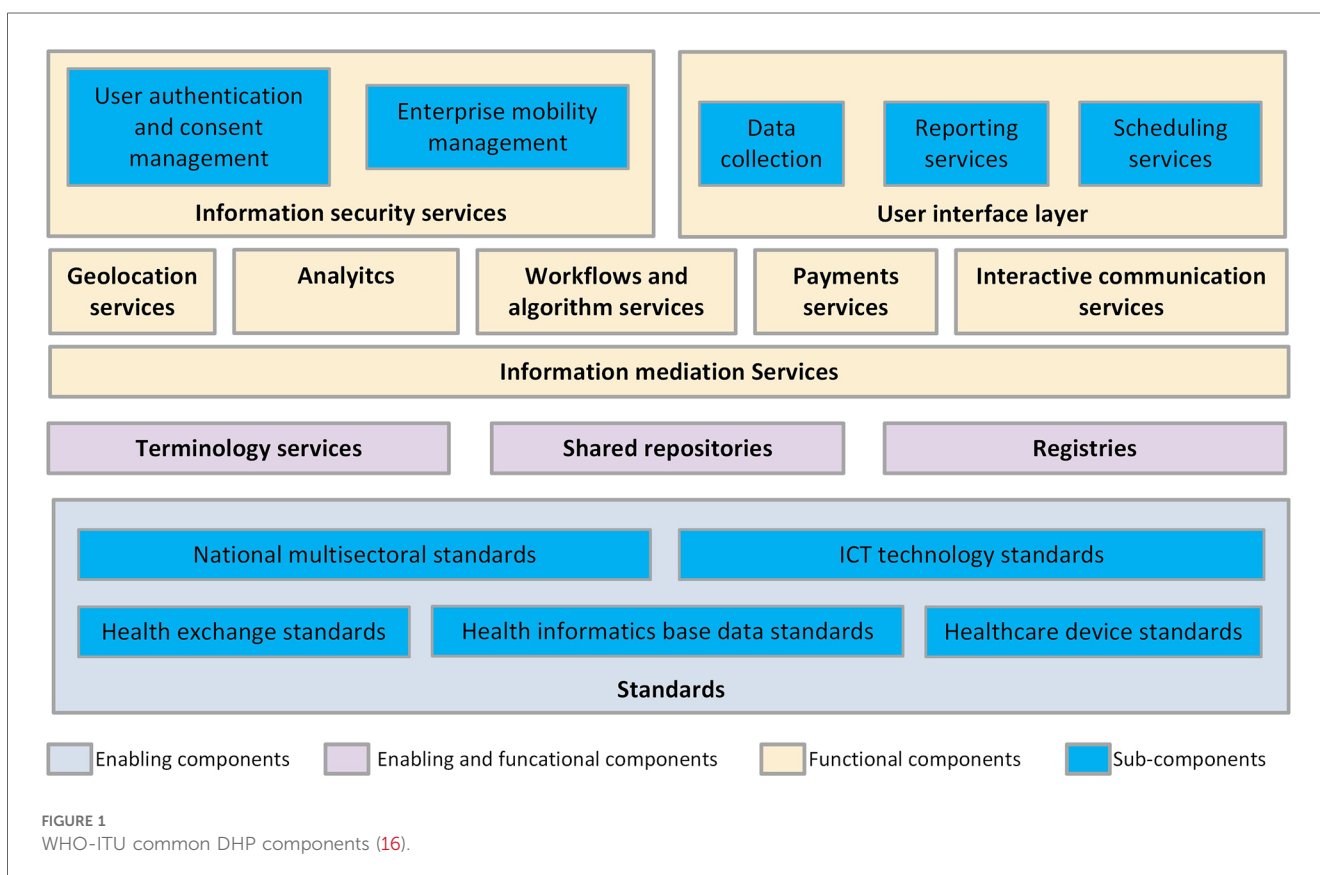 User authentication
and consent
management
Enterprise mobility
management
Information security services
Data
collection
Reporting
services
Scheduling
services
User interface layer
Geolocation
services
Analyitcs
Workflows and
algorithm services
Payments
services
Interactive communication
services
Information mediation Services
Terminology services
Shared repositories
Registries
National multisectoral standards
ICT technology standards
Health exchange standards
Health informatics base data standards
Healthcare device standards
Standards
Enabling components
Enabling and funcational components
Functional components
Sub-components
FIGURE 1
WHO-ITU common DHP components (16).